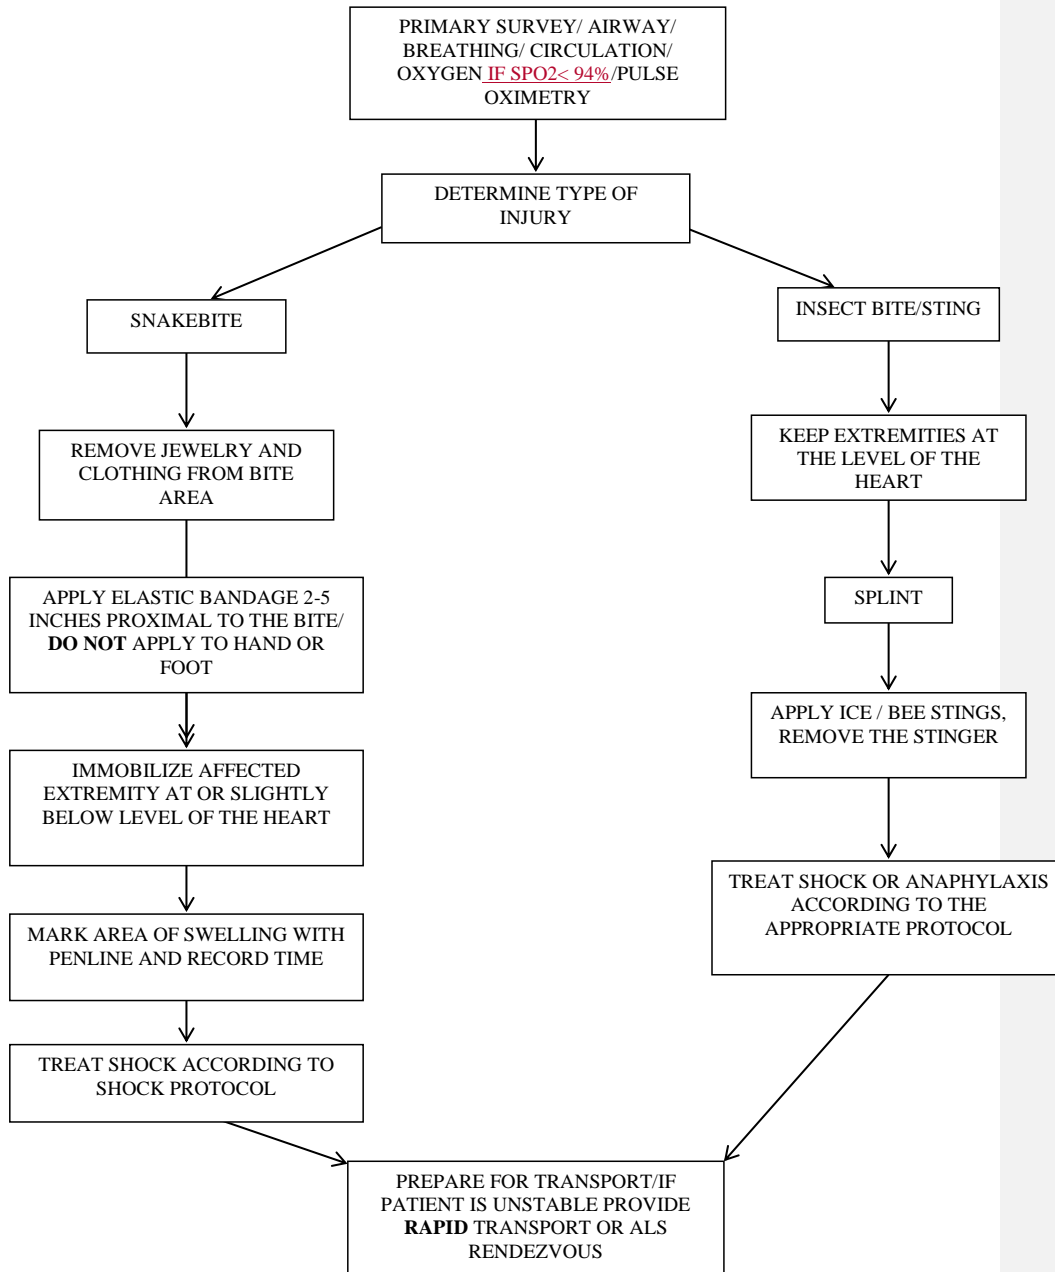 PRIMARY SURVEY/ AIRWAY/
BREATHING/ CIRCULATION/
OXYGEN IF SPO2< 94%/PULSE
OXIMETRY
DETERMINE TYPE OF
INJURY
SNAKEBITE
REMOVE JEWELRY AND
CLOTHING FROM BITE
AREA
APPLY ELASTIC BANDAGE 2-5
INCHES PROXIMAL TO THE BITE/
DO NOT APPLY TO HAND OR
FOOT
IMMOBILIZE AFFECTED
EXTREMITY AT OR SLIGHTLY
BELOW LEVEL OF THE HEART
MARK AREA OF SWELLING WITH
PENLINE AND RECORD TIME
TREAT SHOCK ACCORDING TO
SHOCK PROTOCOL
INSECT BITE/STING
KEEP EXTREMITIES AT
THE LEVEL OF THE
HEART
SPLINT
APPLY ICE / BEE STINGS,
REMOVE THE STINGER
TREAT SHOCK OR ANAPHYLAXIS
ACCORDING TO THE
APPROPRIATE PROTOCOL
PREPARE FOR TRANSPORT/IF
PATIENT IS UNSTABLE PROVIDE
RAPID TRANSPORT OR ALS
RENDEZVOUS